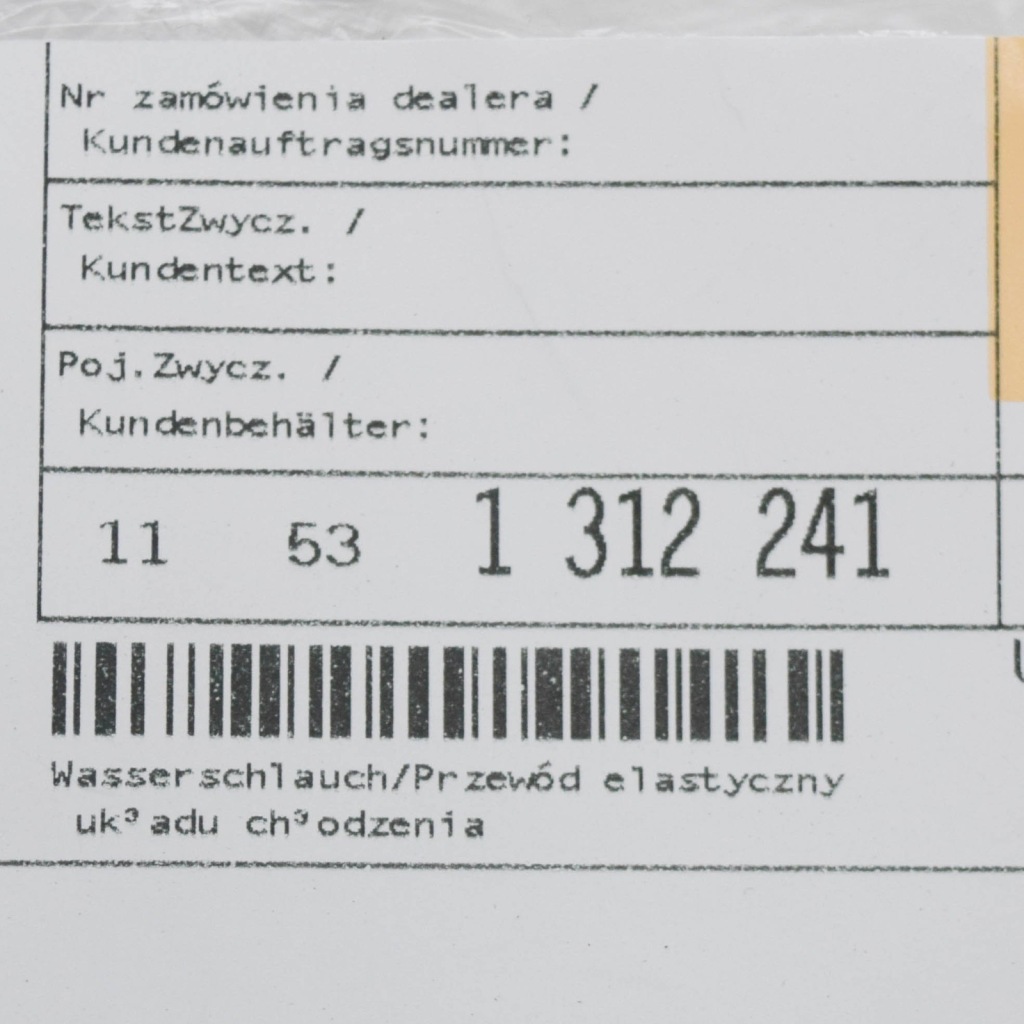 Nr zamówienia dealera /
Kundenauftragsnummer:
TekstZwycz. /
Kundentext:
Poj.Zwycz. /
Kundenbehälter:
11 53 1 312 241
Wasserschlauch/Przewód elastyczny
uk³adu ch³odzenia